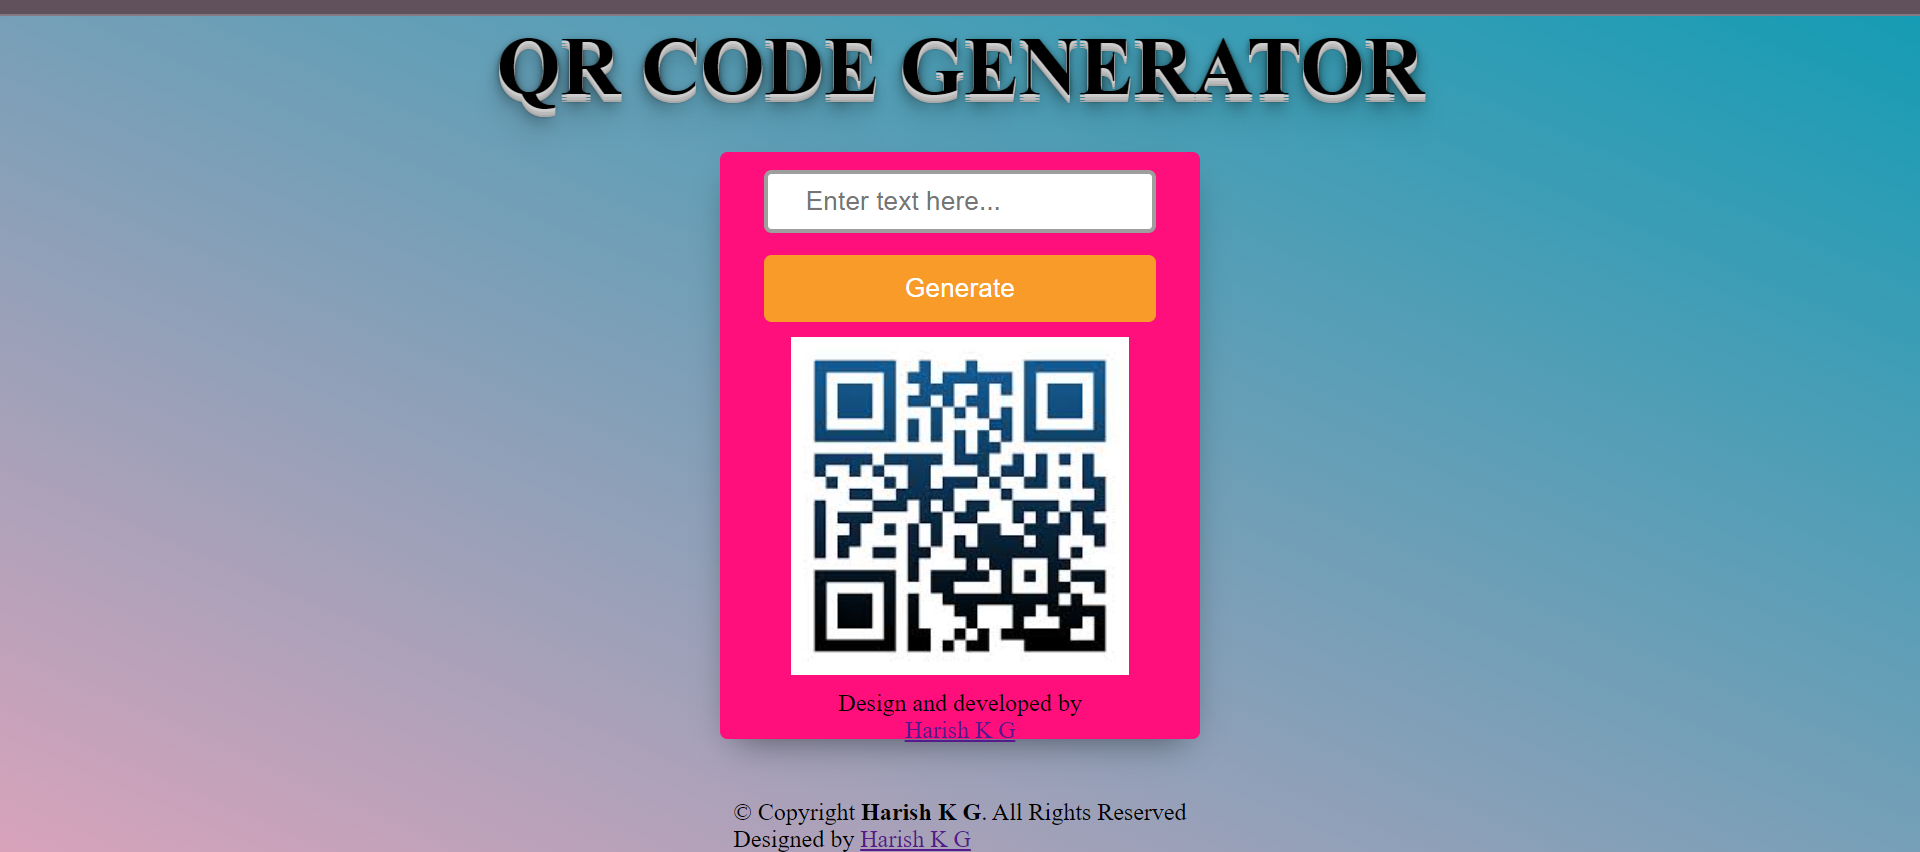 QR CODE GENERATOR
Enter text here...
Generate
Design and developed by
Harish K G
© Copyright Harish K G. All Rights Reserved
Designed by Harish K G